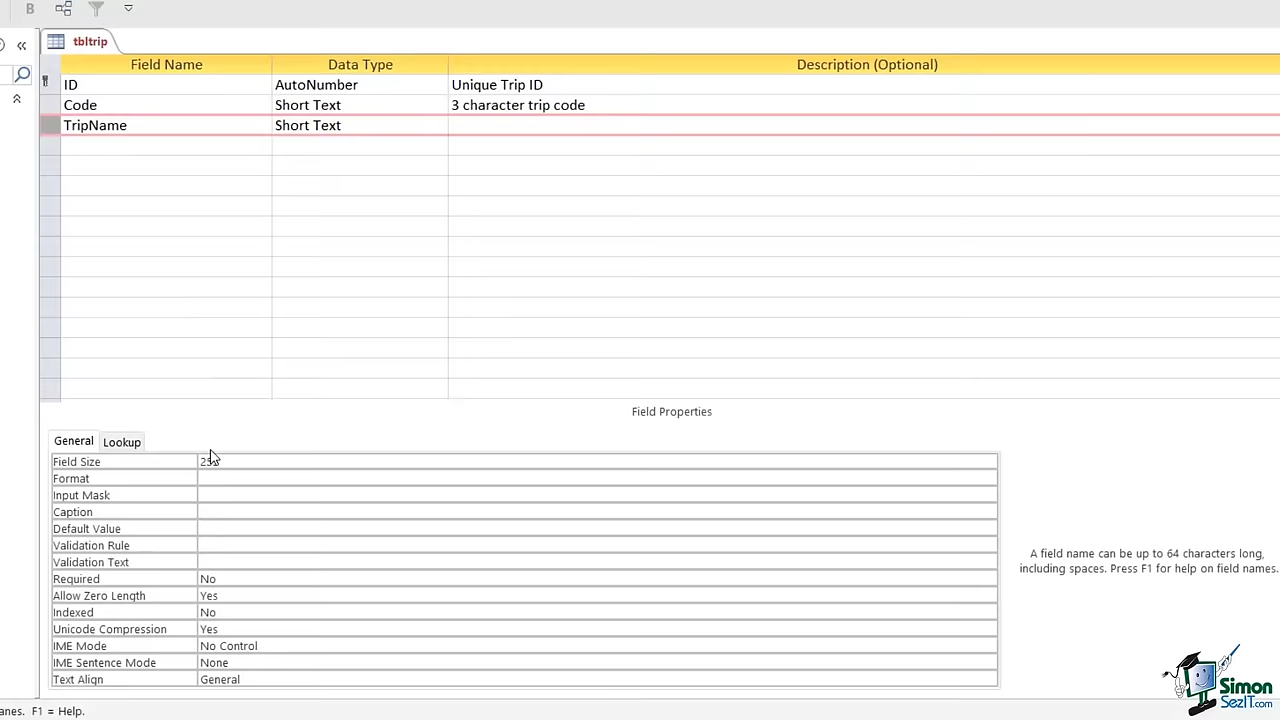 B
tbltrip
Field Name Data Type Description (Optional)
ID AutoNumber Unique Trip ID
Code Short Text 3 character trip code
TripName Short Text
Field Properties
General Lookup
Field Size
Format
Input Mask
Caption
Default Value
Validation Rule
Validation Text
Required No
Allow Zero Length Yes
Indexed No
Unicode Compression Yes
IME Mode No Control
IME Sentence Mode None
Text Align General
A field name can be up to 64 characters long,
including spaces. Press F1 for help on field names.
Simon
SezIT.com
anes. F1 = Help.